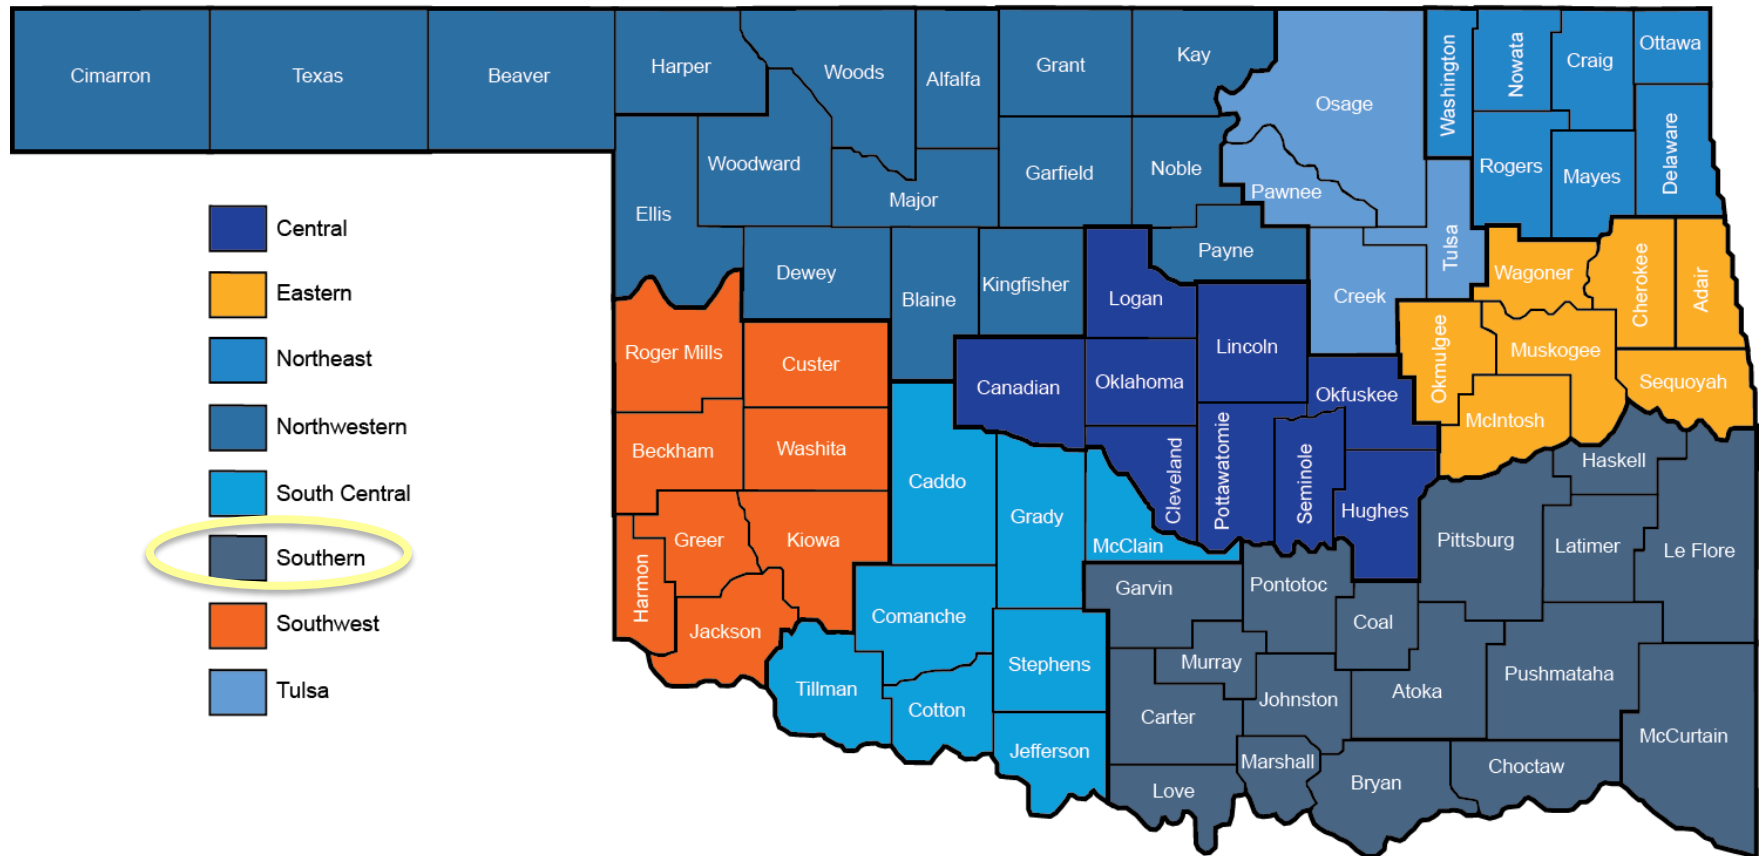 Cimarron
Texas
Beaver
Harper
Woods
Alfalfa
Grant
Kay
Osage
Washington
Nowata
Craig
Ottawa
Ellis
Woodward
Major
Garfield
Noble
Pawnee
Tulsa
Rogers
Mayes
Delaware
Dewey
Blaine
Kingfisher
Logan
Payne
Creek
Wagoner
Cherokee
Adair
Roger Mills
Custer
Canadian
Oklahoma
Lincoln
Okfuskee
Okmulgee
Muskogee
McIntosh
Sequoyah
Beckham
Washita
Caddo
Grady
McClain
Cleveland
Pottawatomie
Seminole
Hughes
Pittsburg
Haskell
Latimer
Le Flore
Harmon
Greer
Kiowa
Jackson
Comanche
Tillman
Cotton
Stephens
Jefferson
Garvin
Pontotoc
Coal
Murray
Johnston
Atoka
Pushmataha
Carter
Love
Marshall
Bryan
Choctaw
McCurtain
Central
Eastern
Northeast
Northwestern
South Central
Southern
Southwest
Tulsa